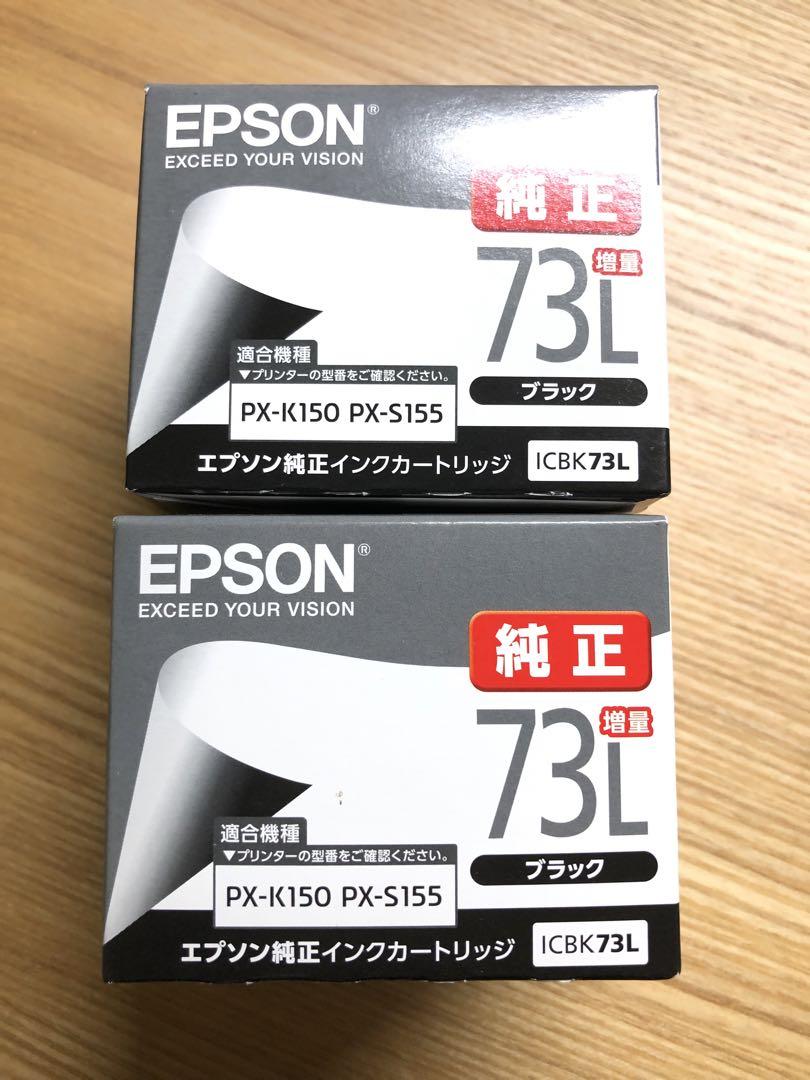 EPSON®
EXCEED YOUR VISION
純正
73L
増量
ブラック
適合機種
▼プリンターの型番をご確認ください。
PX-K150 PX-S155
エプソン純正インクカートリッジ
ICBK73L
EPSON®
EXCEED YOUR VISION
純正
73L
増量
ブラック
適合機種
▼プリンターの型番をご確認ください。
PX-K150 PX-S155
エプソン純正インクカートリッジ
ICBK73L